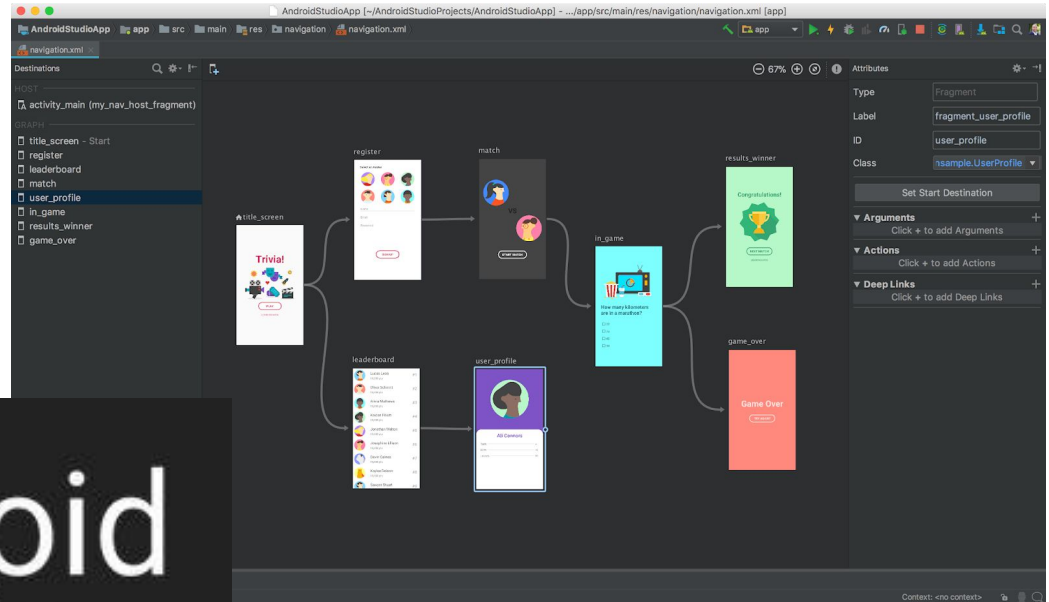 AndroidStudioApp [~/AndroidStudioProjects/AndroidStudioApp] - .../app/src/main/res/navigation/navigation.xml [app]
AndroidStudioApp app src main res navigation navigation.xml
app
navigation.xml
Destinations
67%
Attributes
HOST
activity_main (my_nav_host_fragment)
GRAPH
title_screen - Start
register
leaderboard
match
user_profile
in_game
results_winner
game_over
Type Fragment
Label fragment_user_profile
ID user_profile
Class nsample.UserProfile
Set Start Destination
Arguments
Click + to add Arguments
Actions
Click + to add Actions
Deep Links
Click + to add Deep Links
title_screen
Trivia!
register
match
VS
START MATCH
in_game
How many kilometers
are in a marathon?
results_winner
Congratulations!
leaderboard
user_profile
game_over
Game Over
oid
Context: <no context>